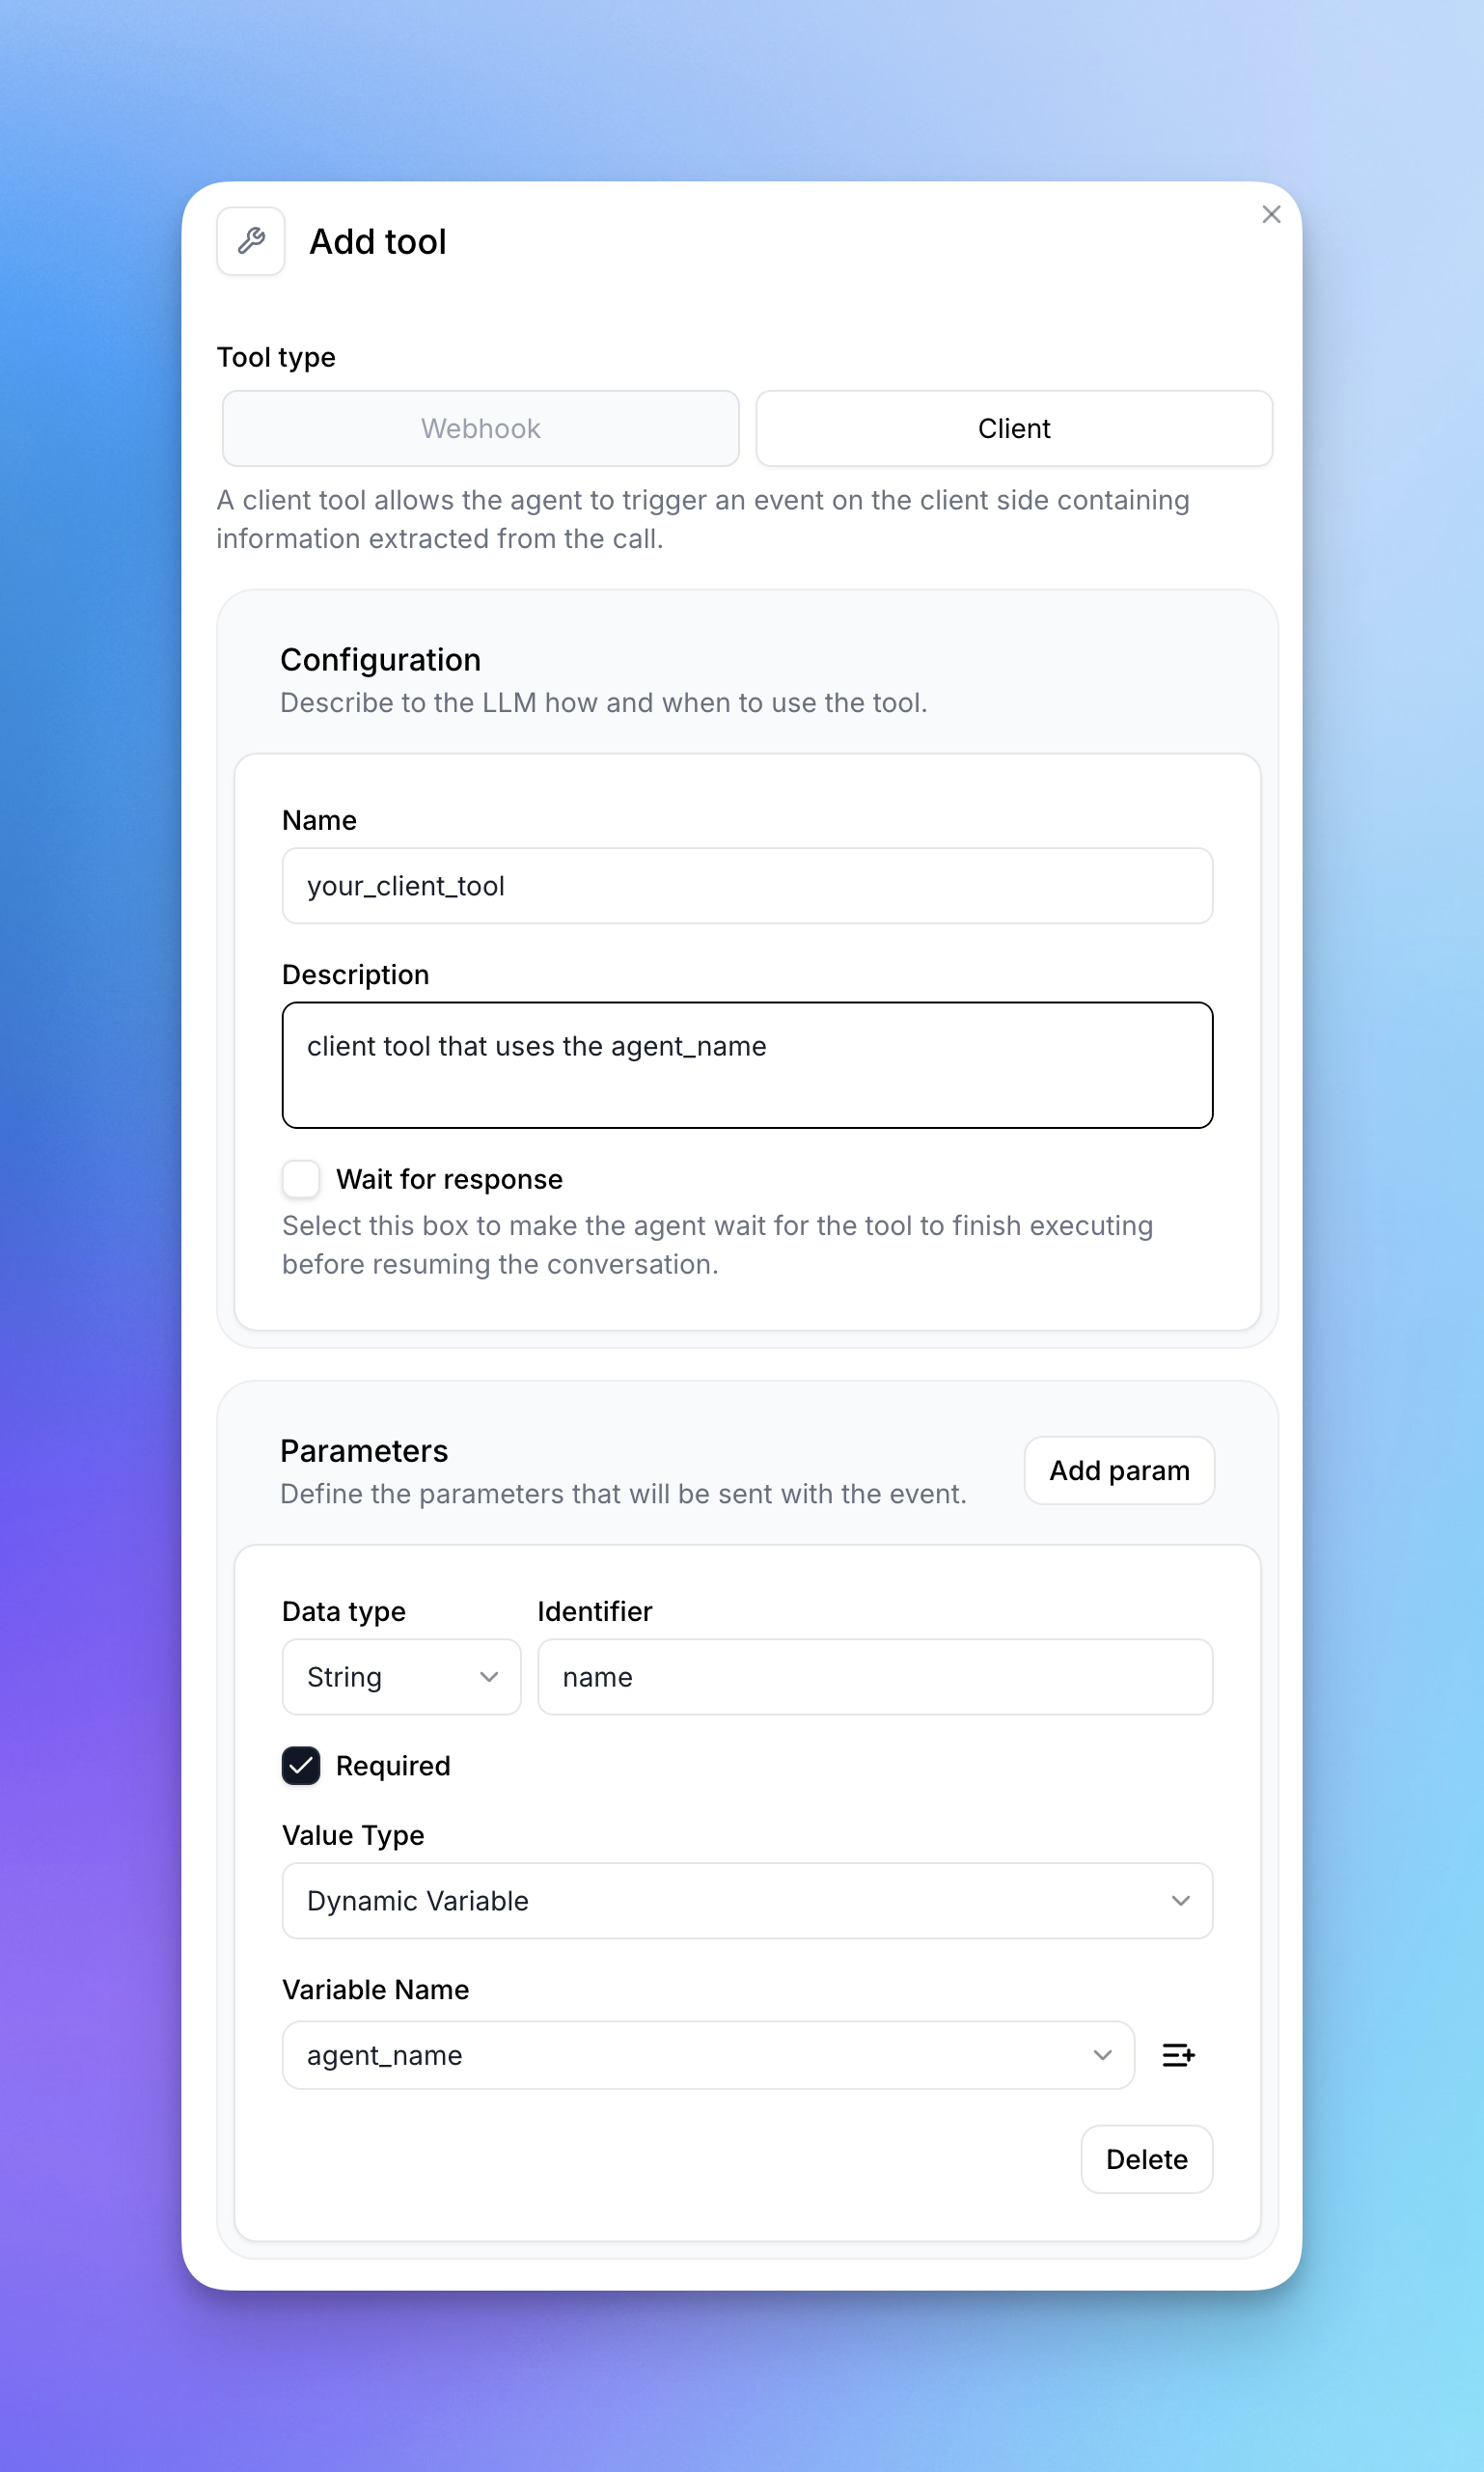 Add tool
Tool type
Webhook
Client
A client tool allows the agent to trigger an event on the client side containing
information extracted from the call.
Configuration
Describe to the LLM how and when to use the tool.
Name
your_client_tool
Description
client tool that uses the agent_name
Wait for response
Select this box to make the agent wait for the tool to finish executing
before resuming the conversation.
Parameters
Define the parameters that will be sent with the event.
Add param
Data type
Identifier
String
name
Required
Value Type
Dynamic Variable
Variable Name
agent_name
Delete